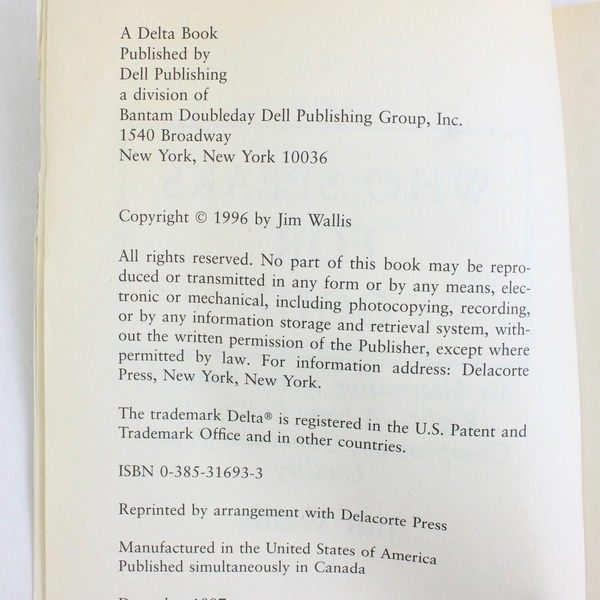 A Delta Book
Published by
Dell Publishing
a division of
Bantam Doubleday Dell Publishing Group, Inc.
1540 Broadway
New York, New York 10036
Copyright © 1996 by Jim Wallis
All rights reserved. No part of this book may be repro-
duced or transmitted in any form or by any means, elec-
tronic or mechanical, including photocopying, recording,
or by any information storage and retrieval system, with-
out the written permission of the Publisher, except where
permitted by law. For information address: Delacorte
Press, New York, New York.
The trademark Delta® is registered in the U.S. Patent and
Trademark Office and in other countries.
ISBN 0-385-31693-3
Reprinted by arrangement with Delacorte Press
Manufactured in the United States of America
Published simultaneously in Canada